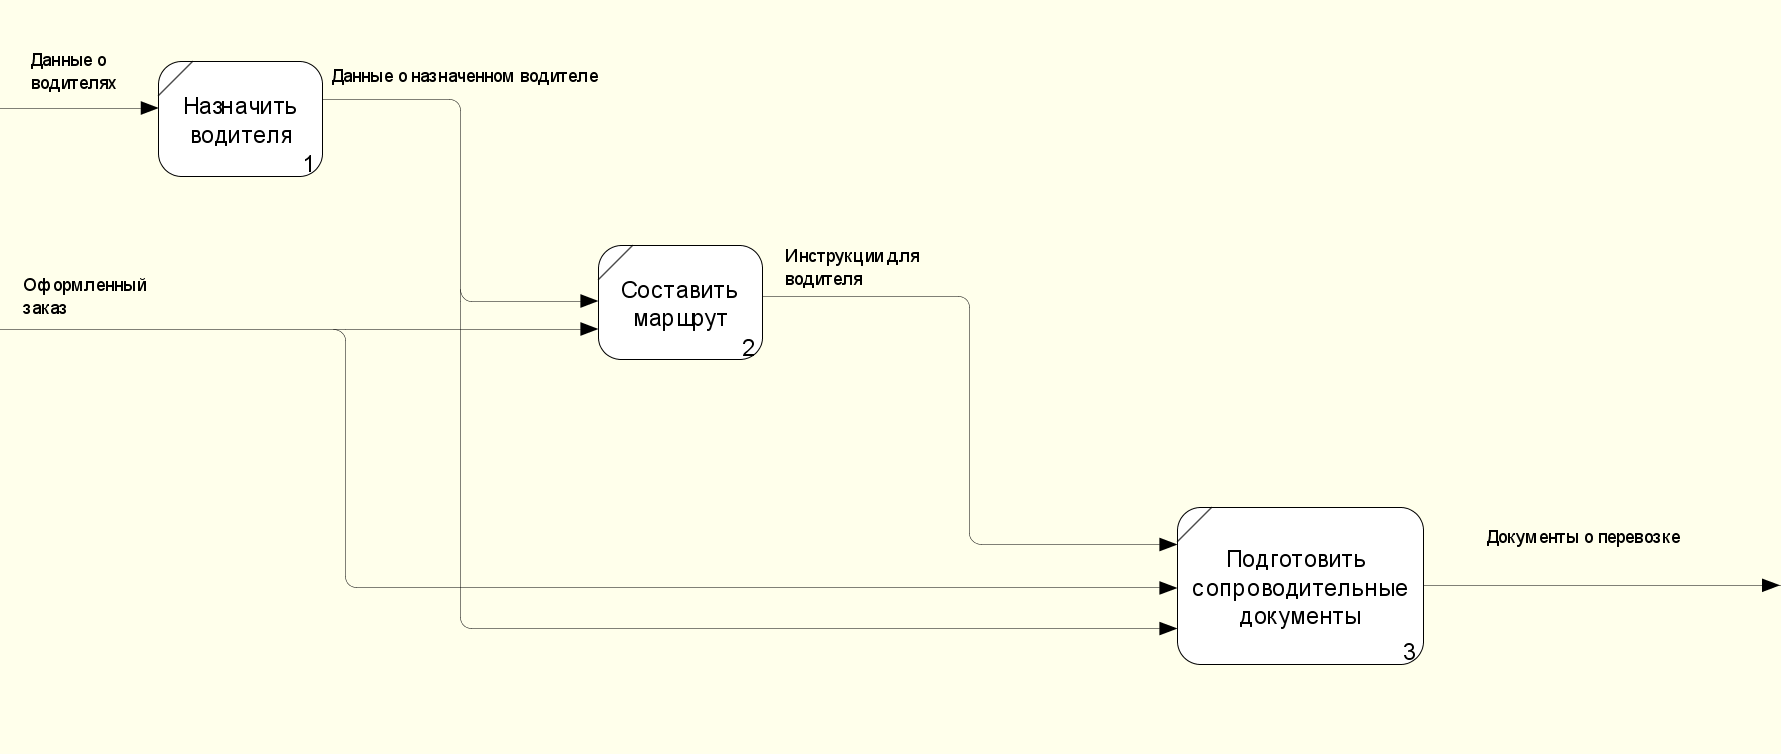 Данные о
водителях
Назначить
водителя
1
Данные о назначенном водителе
Оформленный
заказ
Составить
маршрут
2
Инструкции для
водителя
Подготовить
сопроводительные
документы
3
Документы о перевозке